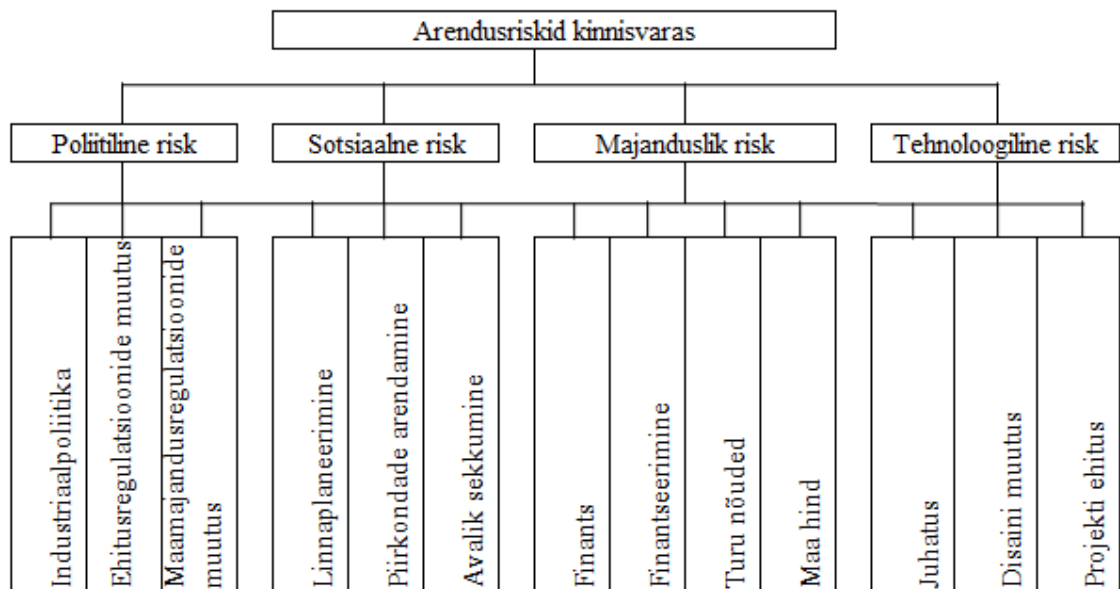 Arendusriskid kinnisvaras
Poliitiline risk
Sotsiaalne risk
Majanduslik risk
Tehnoloogiline risk
Industriaalpoliitika
Ehitusregulatsioonide muutus
Maamajandusregulatsioonide
muutus
Linnaplaneerimine
Piirkondade arendamine
Avalik sekkumine
Finants
Finantseerimine
Turu nõuded
Maa hind
Juhatus
Disaini muutus
Projekti ehitus